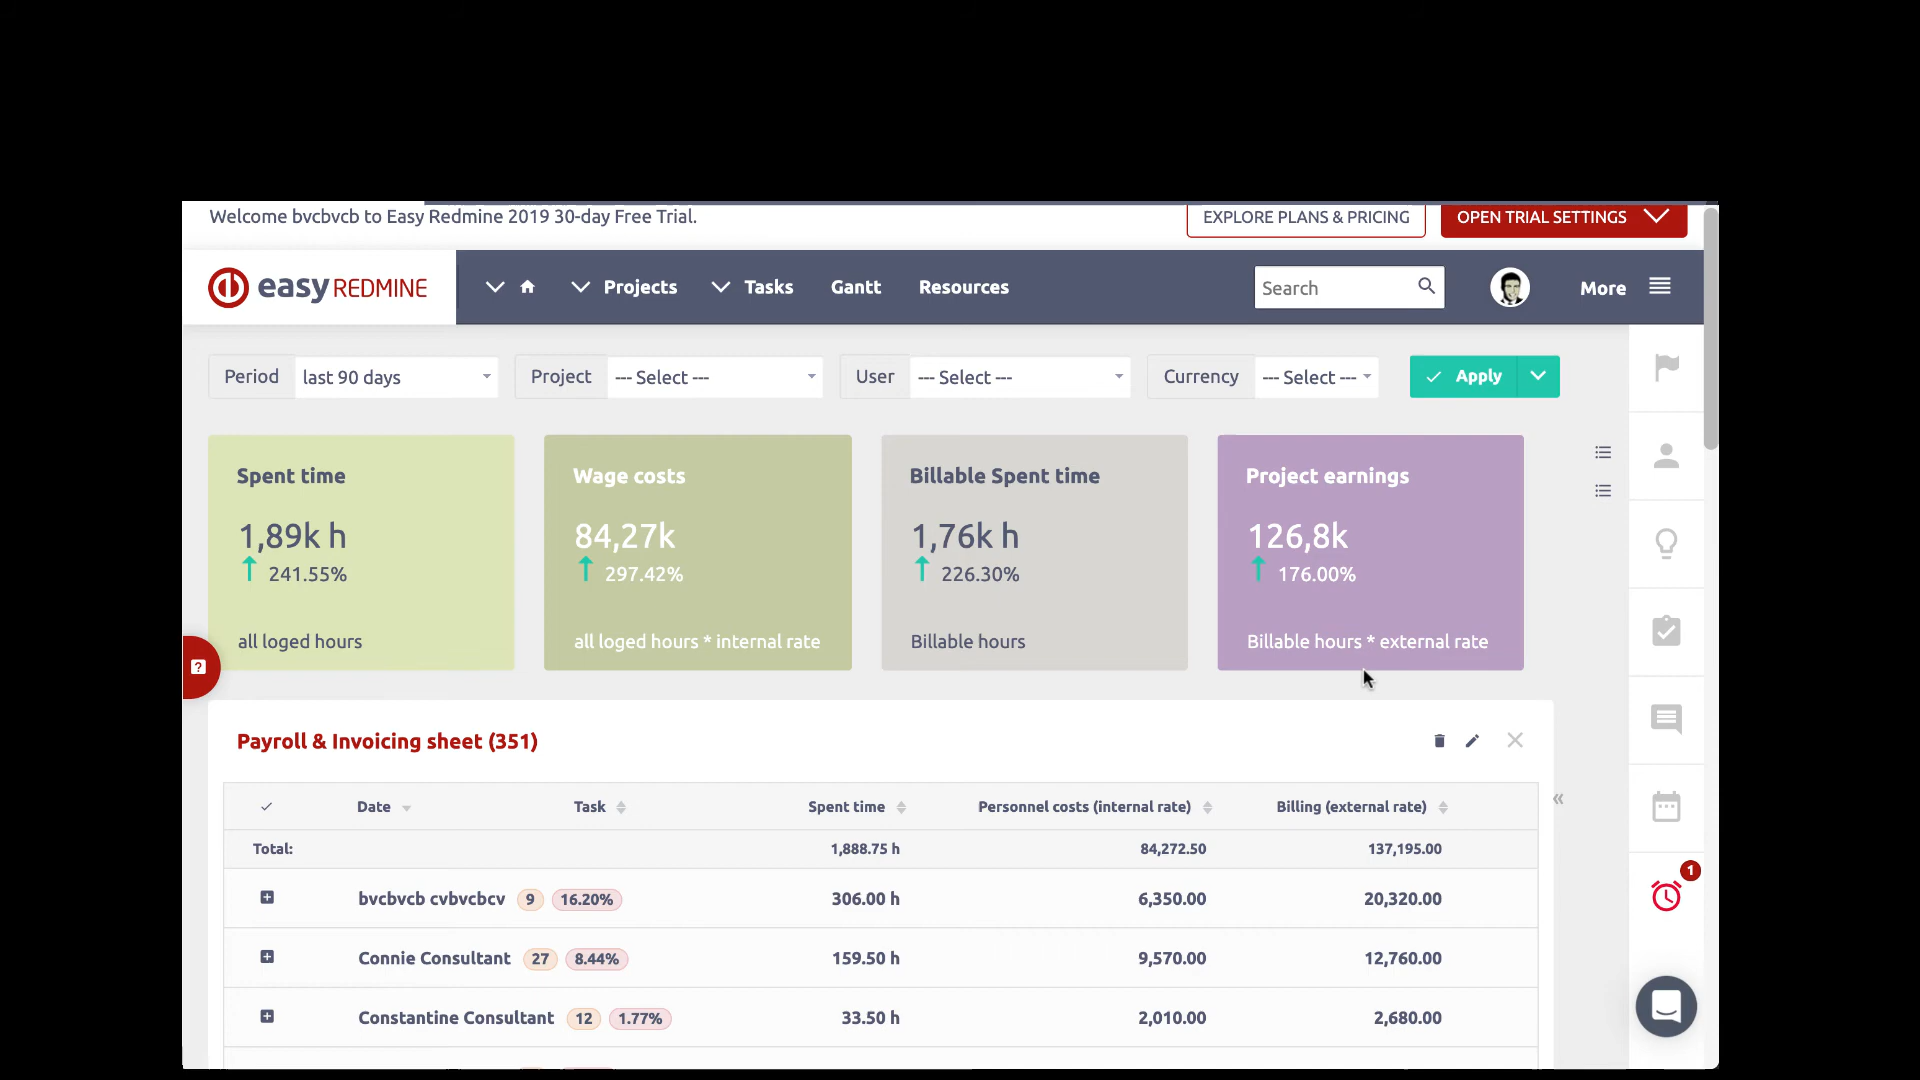 Welcome bvcbvcb to Easy Redmine 2019 30-day Free Trial.
EXPLORE PLANS & PRICING
OPEN TRIAL SETTINGS
easy REDMINE
Projects
Tasks
Gantt
Resources
Search
More
Period
last 90 days
Project
--- Select ---
User
--- Select ---
Currency
--- Select ---
Apply
Spent time
1,89k h
241.55%
all loged hours
Wage costs
84,27k
297.42%
all loged hours * internal rate
Billable Spent time
1,76k h
226.30%
Billable hours
Project earnings
126,8k
176.00%
Billable hours * external rate
Payroll & Invoicing sheet (351)
Date Task Spent time Personnel costs (internal rate) Billing (external rate)
Total: 1,888.75 h 84,272.50 137,195.00
bvcbvcb cvbvcbcv 9 16.20% 306.00 h 6,350.00 20,320.00
Connie Consultant 27 8.44% 159.50 h 9,570.00 12,760.00
Constantine Consultant 12 1.77% 33.50 h 2,010.00 2,680.00
1